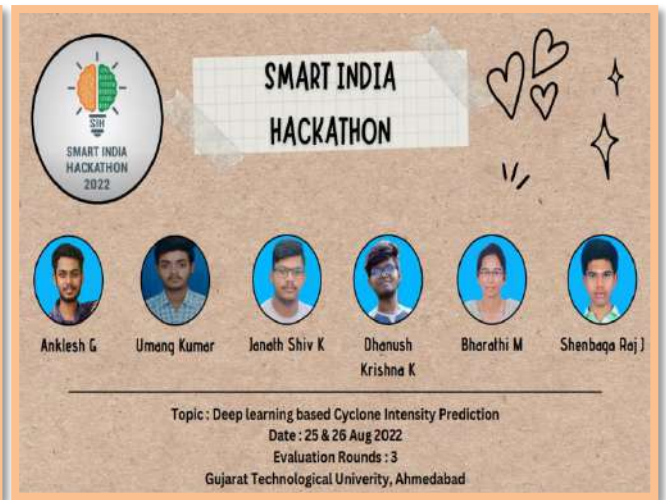 SMART INDIA
HACKATHON
SIH
SMART INDIA
HACKATHON
2022
Anklesh G
Umang Kumar
Janath Shiv K
Dhanush
Krishna K
Bharathi M
Shenbaga Raj J
Topic : Deep learning based Cyclone Intensity Prediction
Date : 25 & 26 Aug 2022
Evaluation Rounds : 3
Gujarat Technological Univerity, Ahmedabad